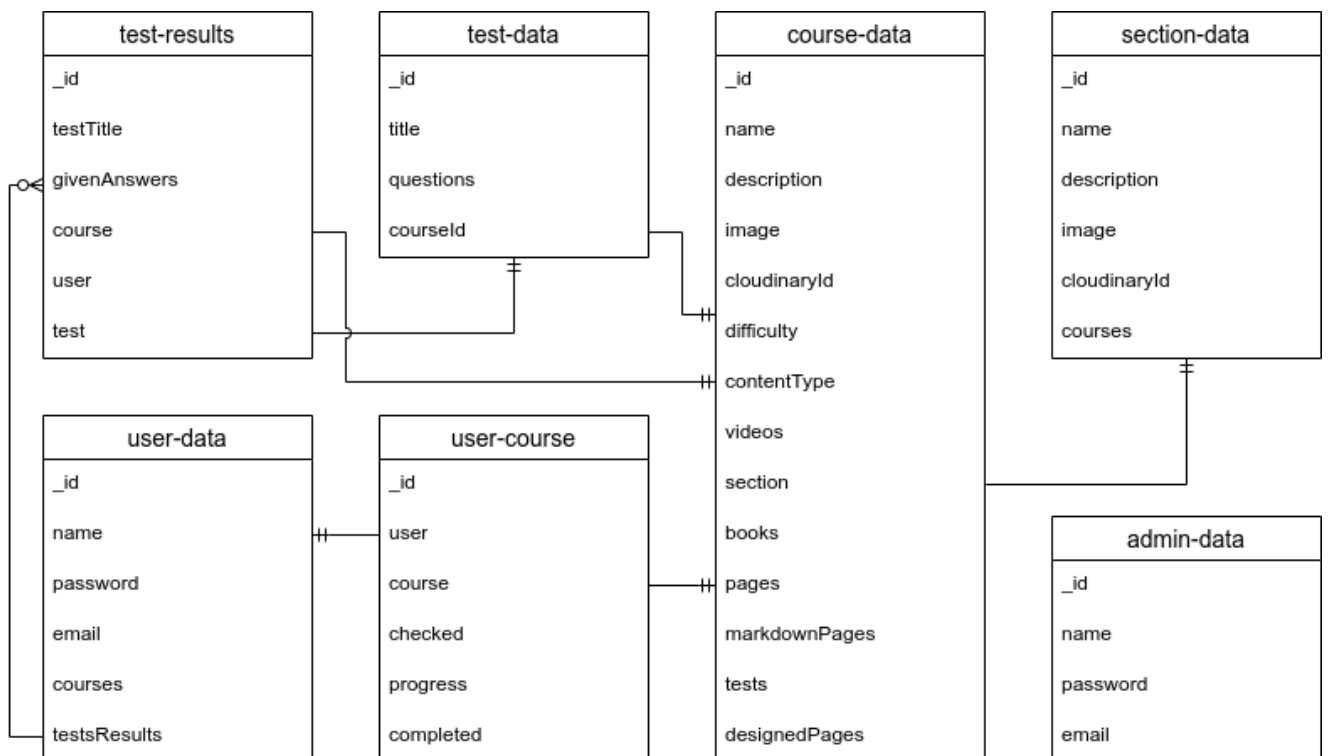 test-results
_id
testTitle
givenAnswers
course
user
test
test-data
_id
title
questions
courseId
course-data
_id
name
description
image
cloudinaryId
difficulty
contentType
videos
section
books
pages
markdownPages
tests
designedPages
section-data
_id
name
description
image
cloudinaryId
courses
user-data
_id
name
password
email
courses
testsResults
user-course
_id
user
course
checked
progress
completed
admin-data
_id
name
password
email